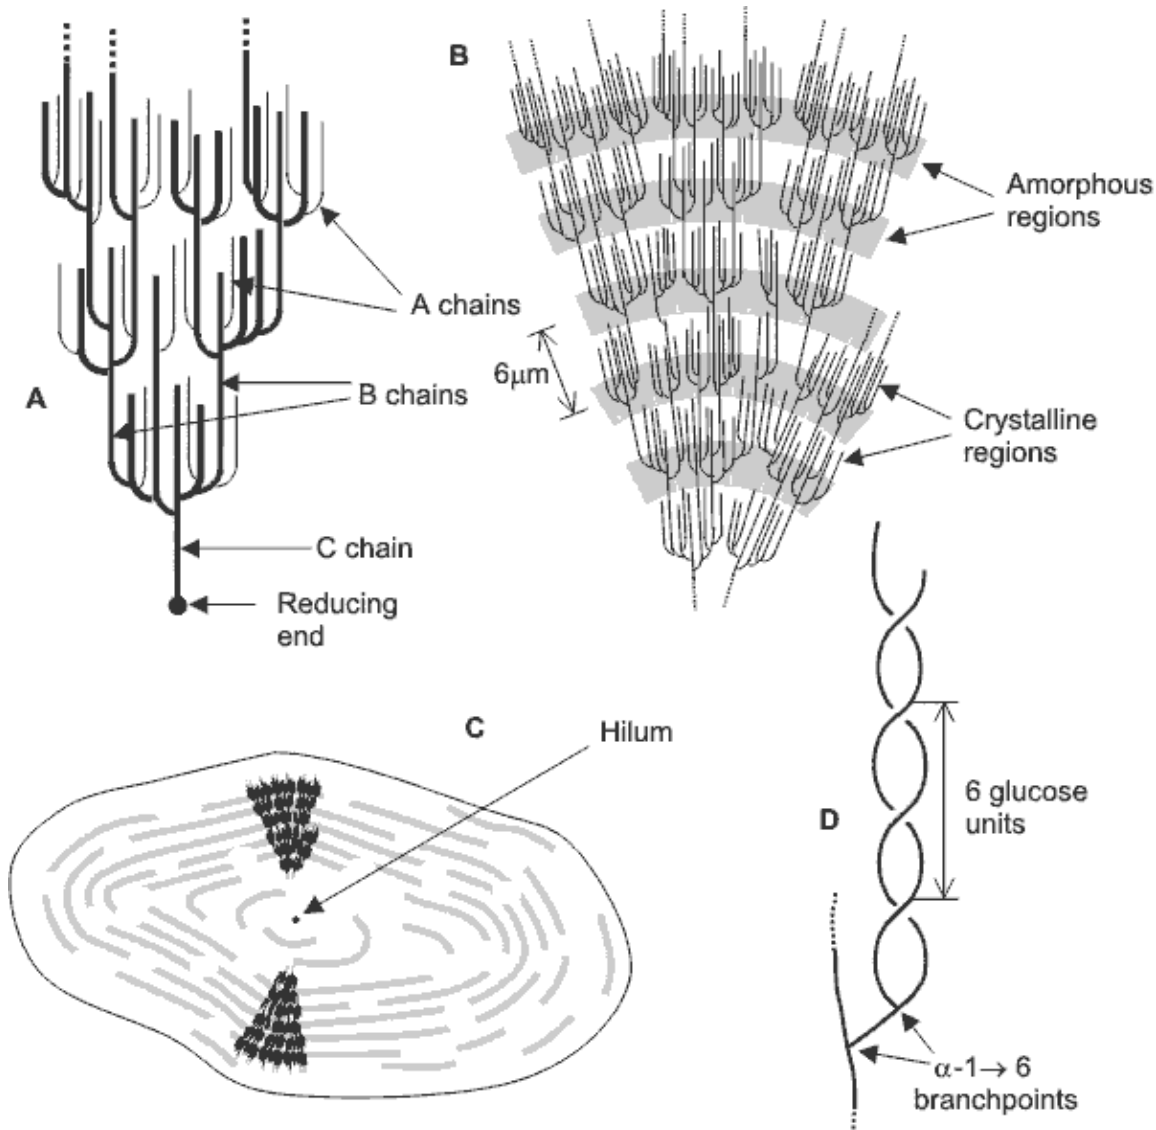 A
A chains
B chains
C chain
Reducing
end
B
Amorphous
regions
6μm
Crystalline
regions
C
Hilum
D
6 glucose
units
α-1→ 6
branchpoints